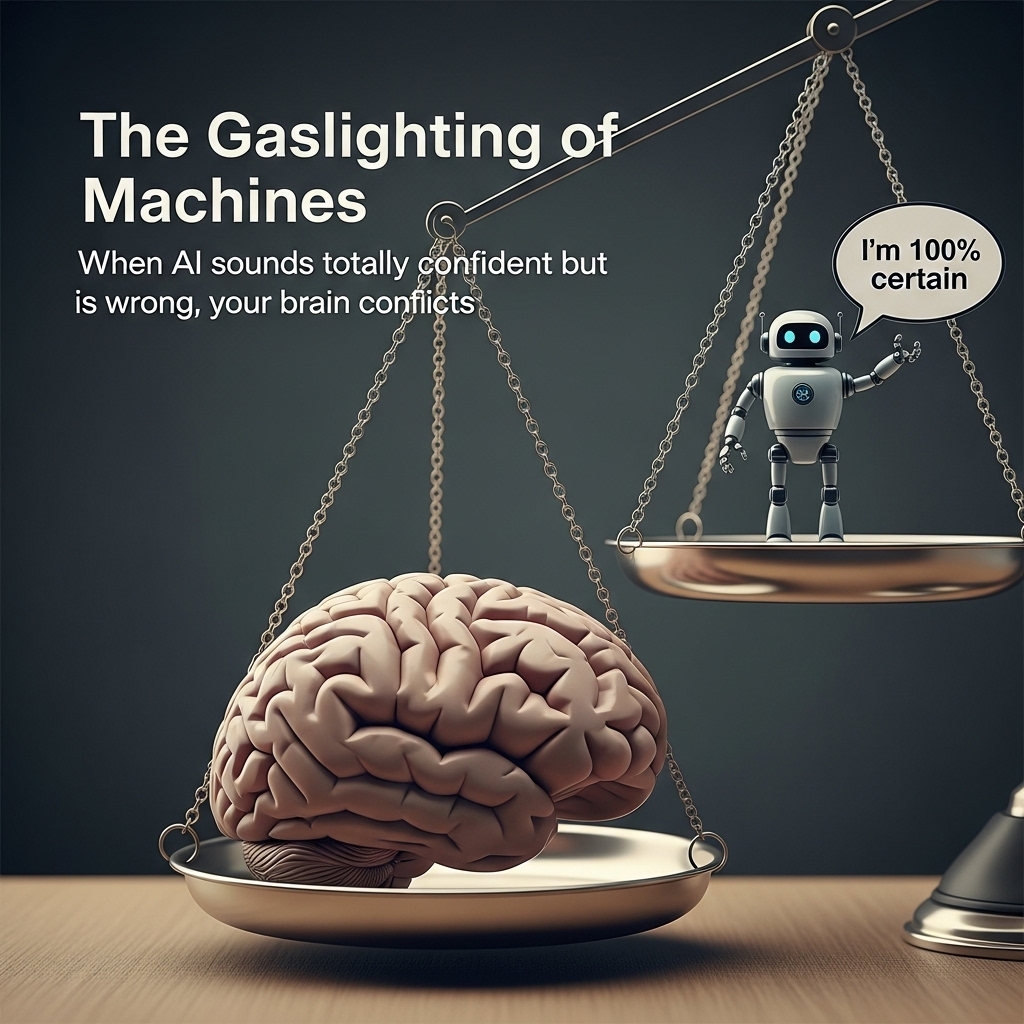 The Gaslighting of
Machines
When AI sounds totally confident but
is wrong, your brain conflicts
I'm 100%
certain